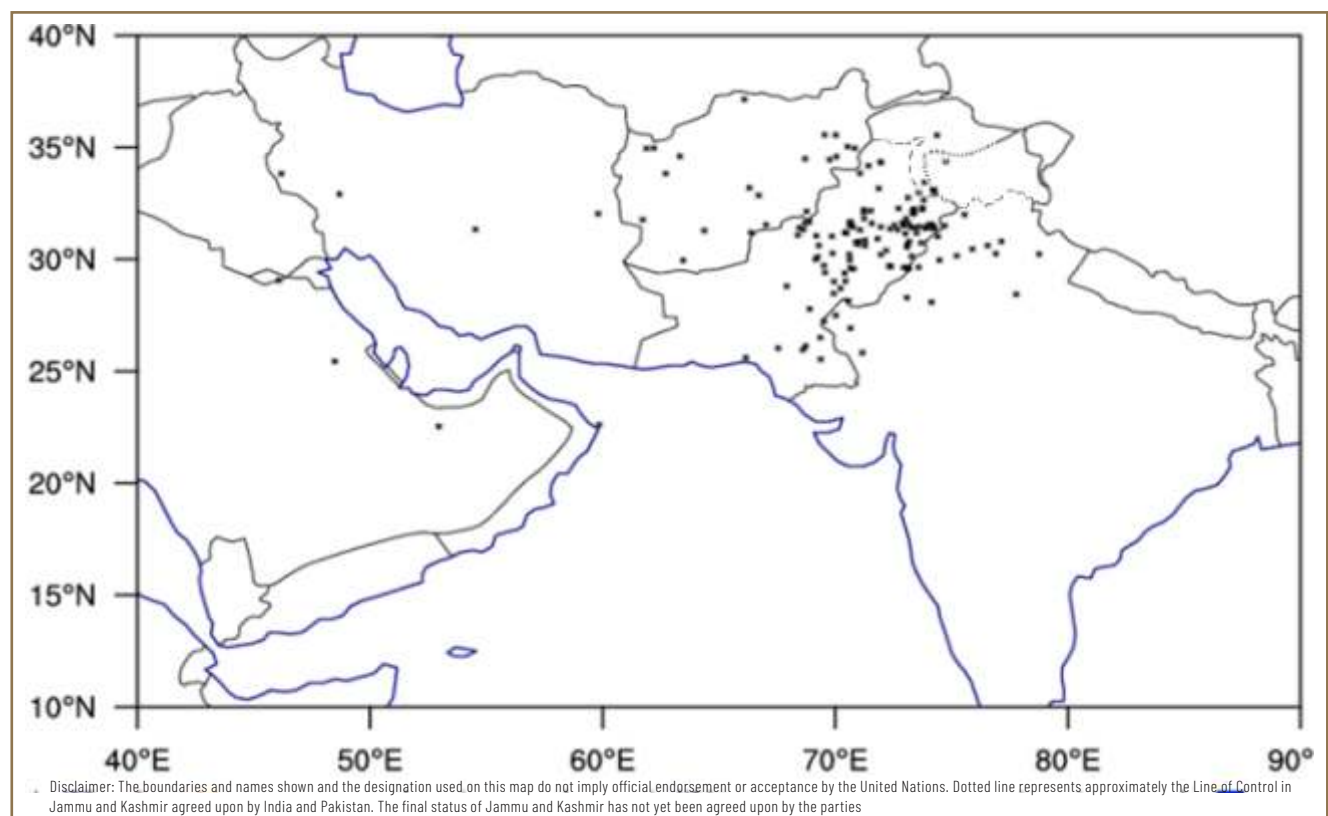 40°N
35°N
30°N
25°N
20°N
15°N
10°N
40°E 50°E 60°E 70°E 80°E 90°
Disclaimer: The boundaries and names shown and the designation used on this map do not imply official endorsement or acceptance by the United Nations. Dotted line represents approximately the Line of Control in
Jammu and Kashmir agreed upon by India and Pakistan. The final status of Jammu and Kashmir has not yet been agreed upon by the parties